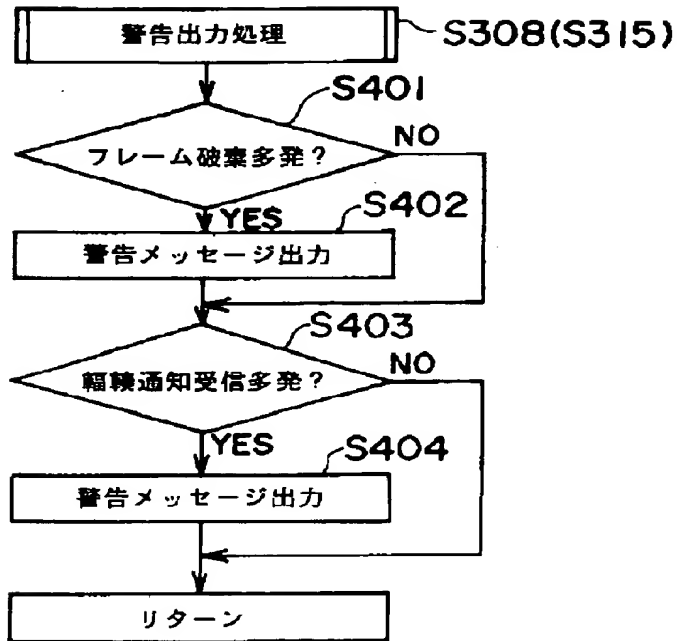 警告出力処理 S308(S315)
S401
フレーム破棄多発? NO
YES S402
警告メッセージ出力
S403
輻輳通知受信多発? NO
YES S404
警告メッセージ出力
リターン